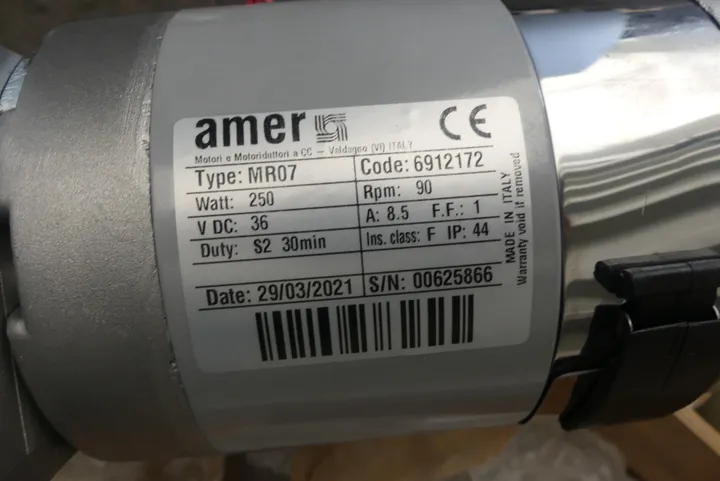 amer
CE
Motori e Motoriduttori a CC - Valdagno (VI) ITALY
Type: MR07 Code: 6912172
Watt: 250 Rpm: 90
V DC: 36 A: 8.5 F.F.: 1
Duty: S2 30min Ins. class: F IP: 44
Date: 29/03/2021 S/N: 00625866
MADE IN ITALY
Warranty void if removed